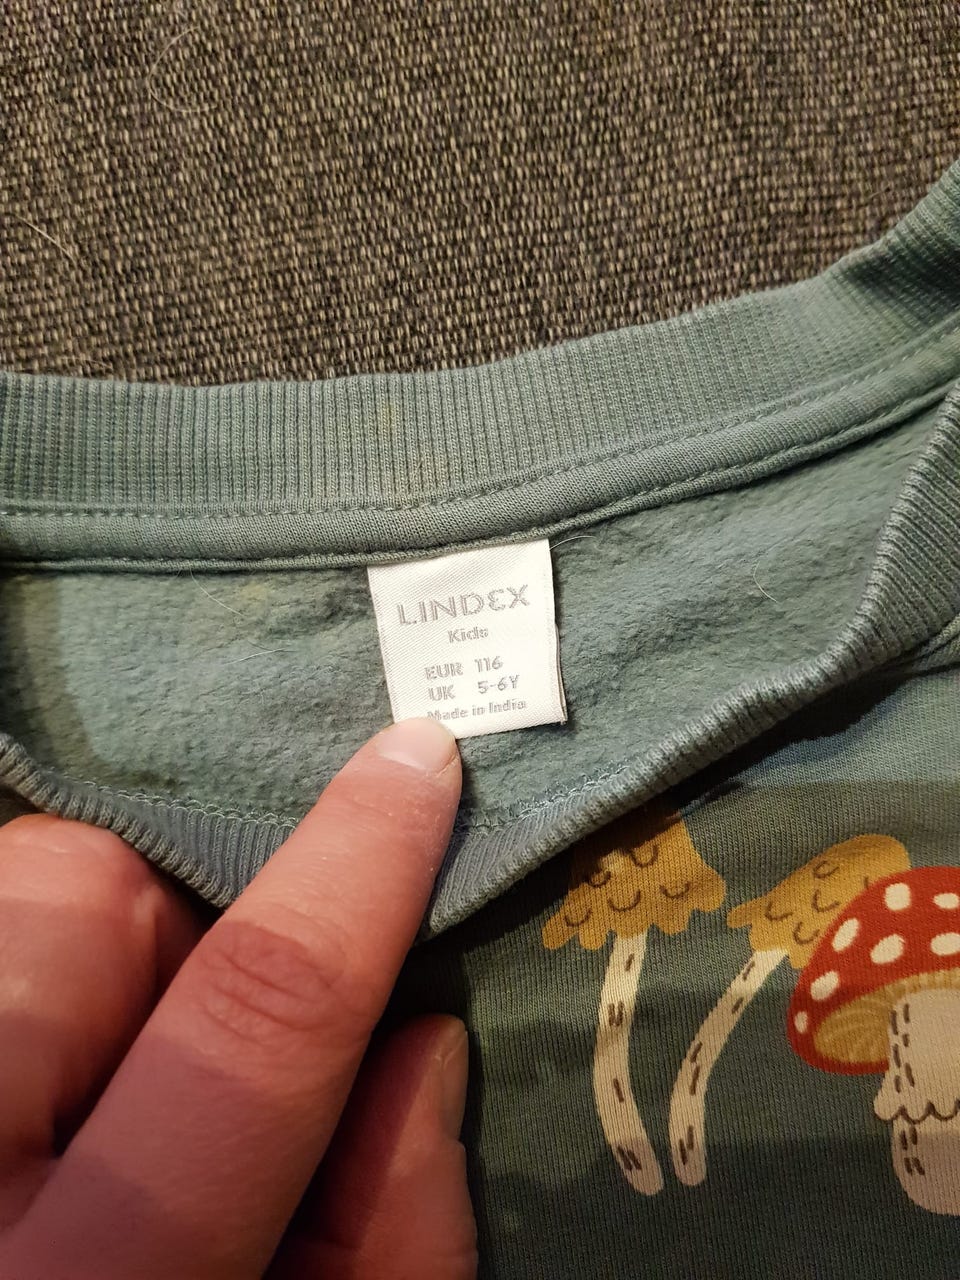 LINDEX
Kids
EUR 116
UK 5-6Y
Made in India